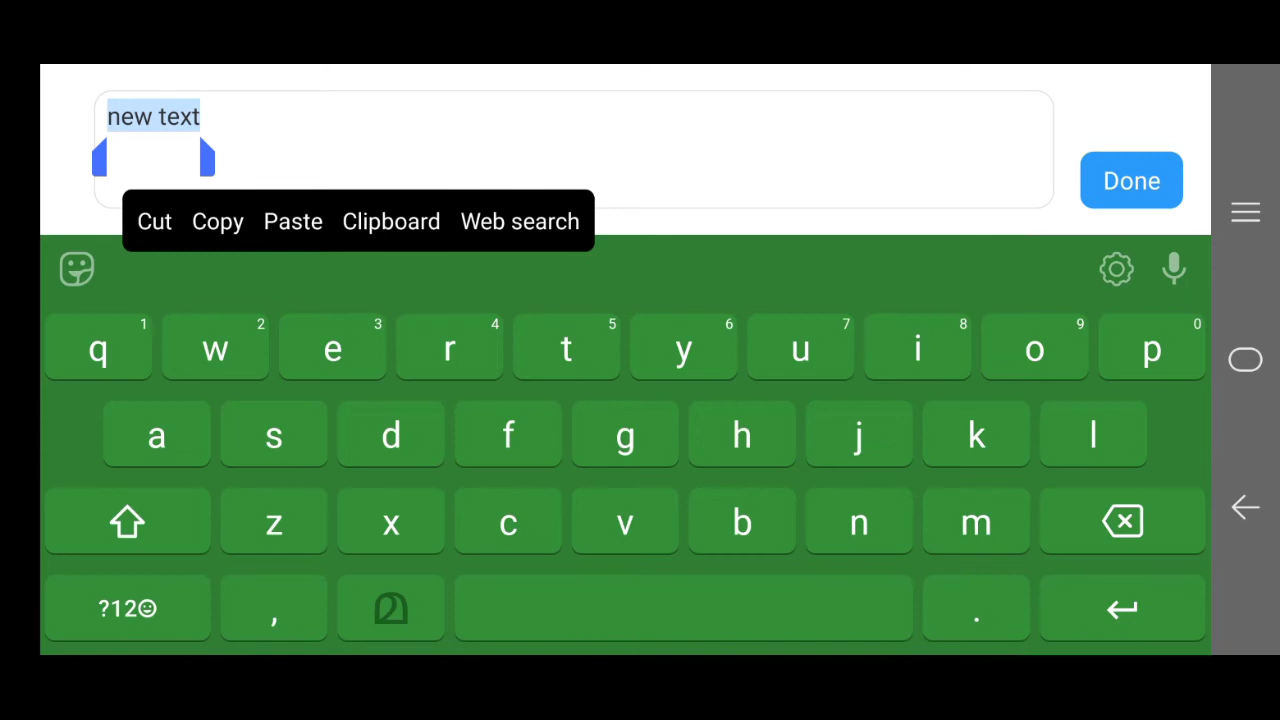 new text
Done
Cut Copy Paste Clipboard Web search
q 1 w 2 e 3 r 4 t 5 y 6 u 7 i 8 o 9 p 0
a s d f g h j k l
z x c v b n m
?12☺ , മ .